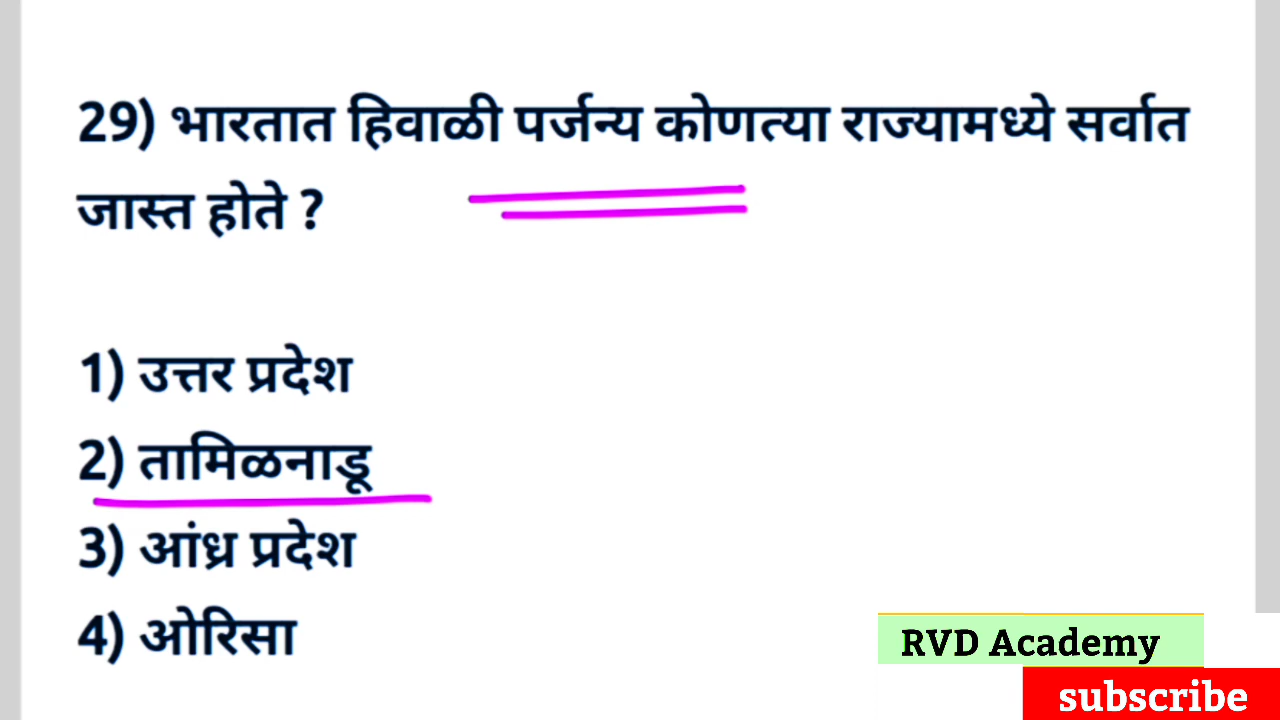 29) भारतात हिवाळी पर्जन्य कोणत्या राज्यामध्ये सर्वात
जास्त होते ?
1) उत्तर प्रदेश
2) तामिळनाडू
3) आंध्र प्रदेश
4) ओरिसा
RVD Academy
subscribe